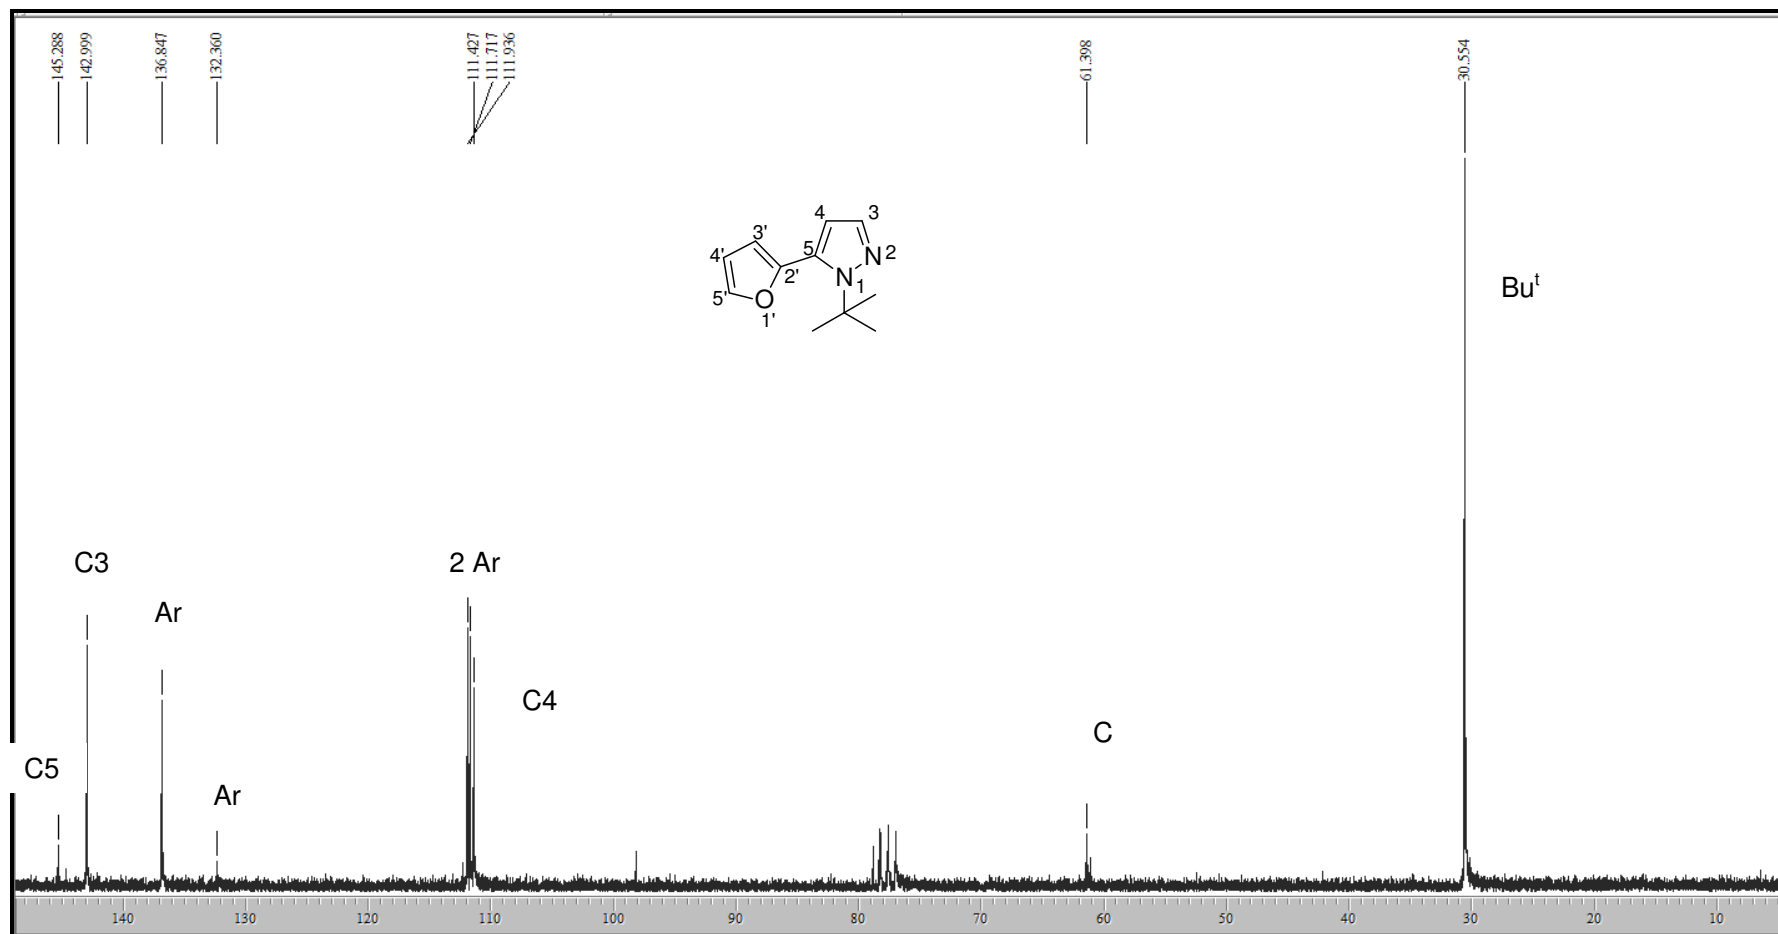 145.288
142.999
136.847
132.360
111.427
111.717
111.936
61.398
30.554
4 3
3'
4' 5 N 2
2' N 1
5' O
1'
Buᵗ
C3
2 Ar
Ar
C4
C
C5
Ar
140 130 120 110 100 90 80 70 60 50 40 30 20 10